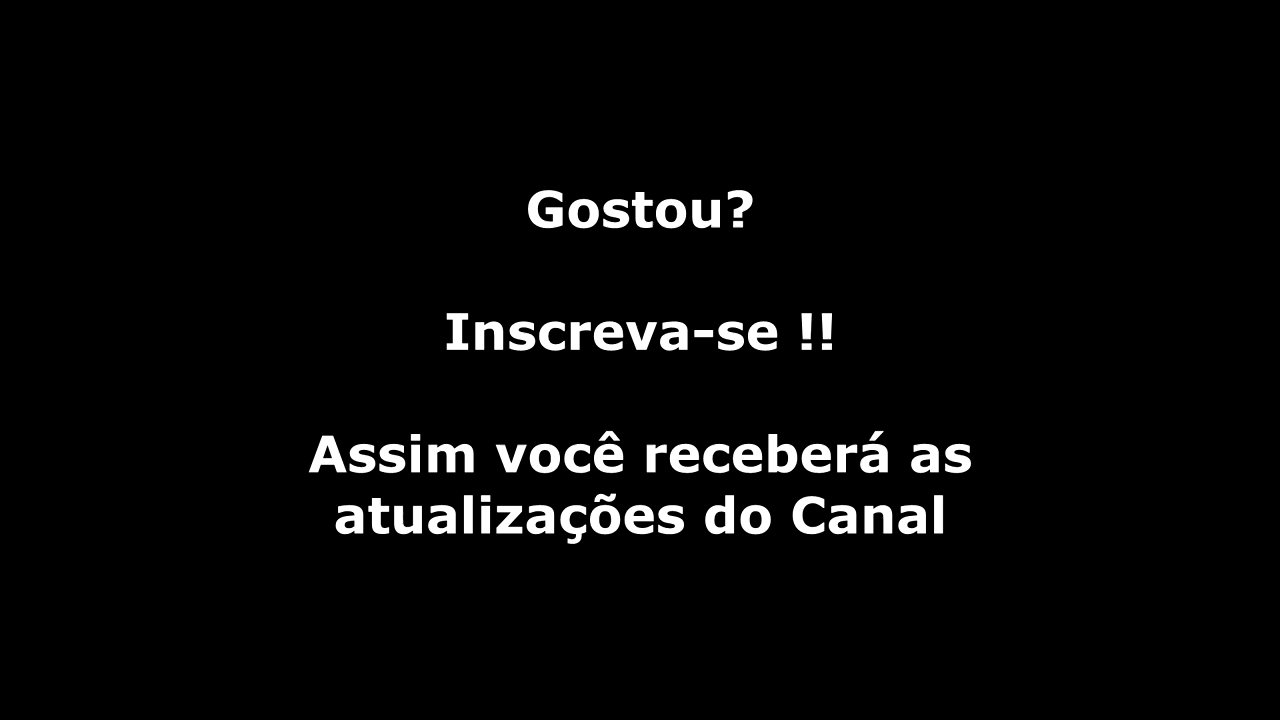 Gostou?
Inscreva-se !!
Assim você receberá as
atualizações do Canal